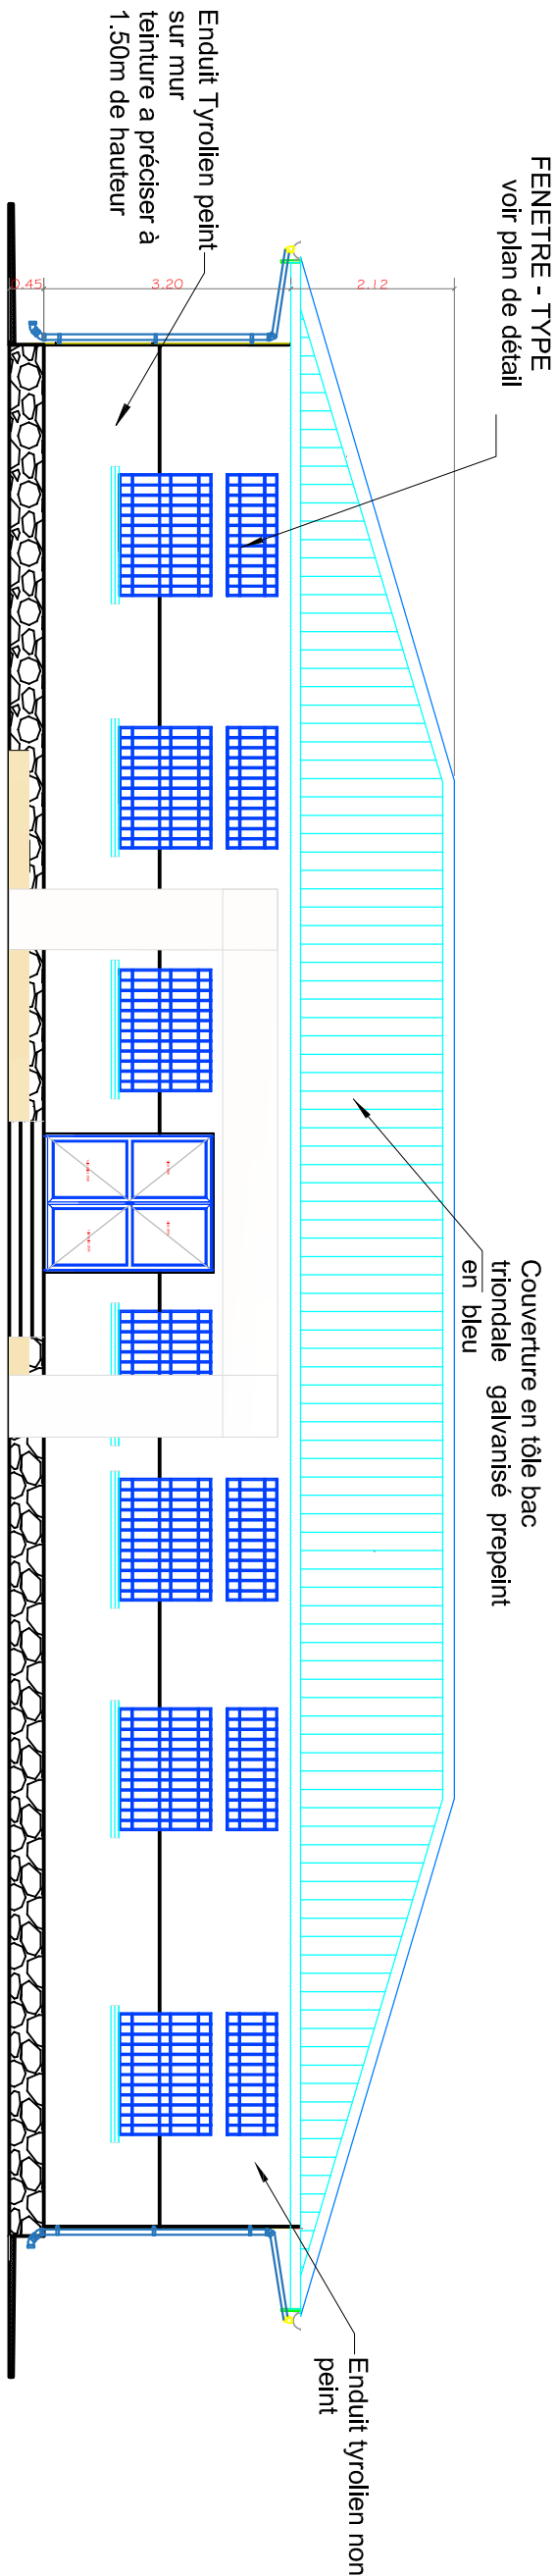 FENETRE - TYPE
voir plan de détail
Couverture en tôle bac
triondale galvanisé prepeint
en bleu
Enduit Tyrolien peint
sur mur
teinture a préciser à
1.50m de hauteur
0.45
3.20
2.12
Enduit tyrolien non
peint